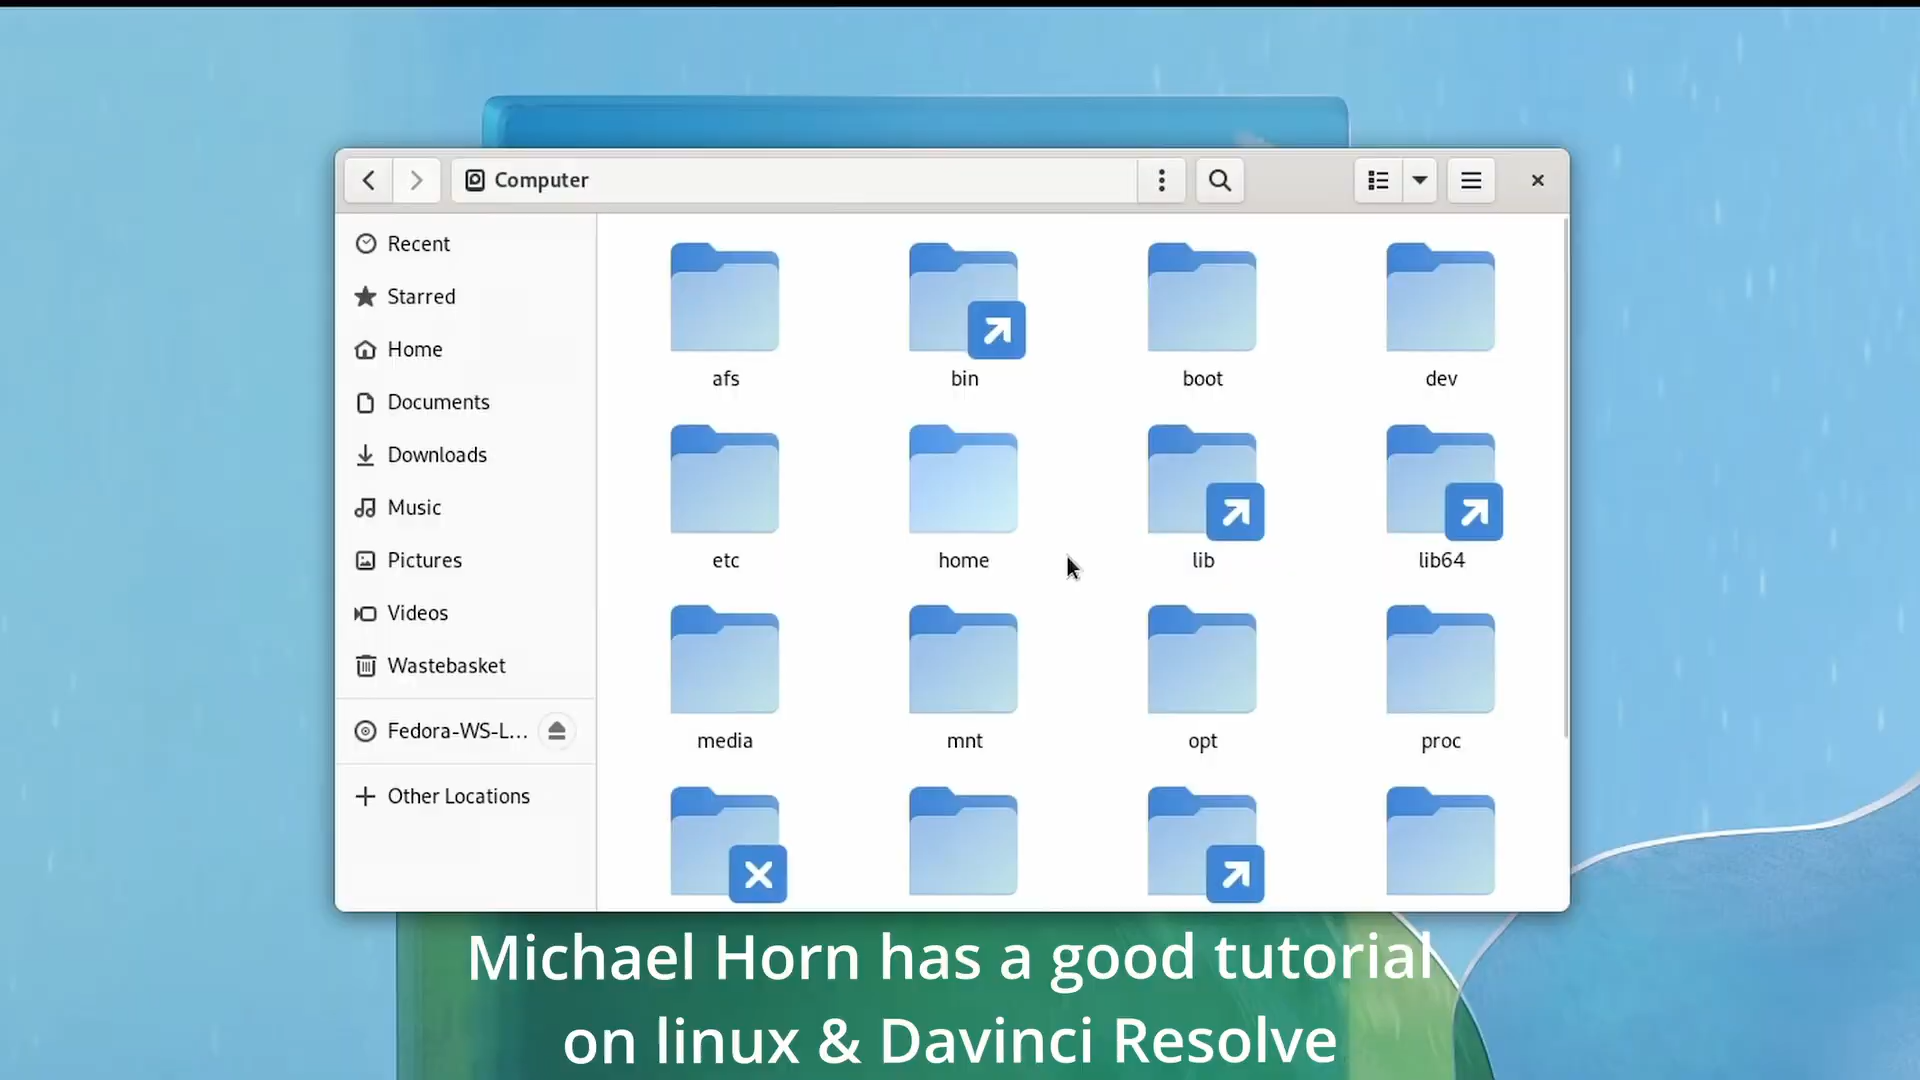 Computer
Recent
Starred
Home
Documents
Downloads
Music
Pictures
Videos
Wastebasket
Fedora-WS-L...
Other Locations
afs
bin
boot
dev
etc
home
lib
lib64
media
mnt
opt
proc
Michael Horn has a good tutorial
on linux & Davinci Resolve